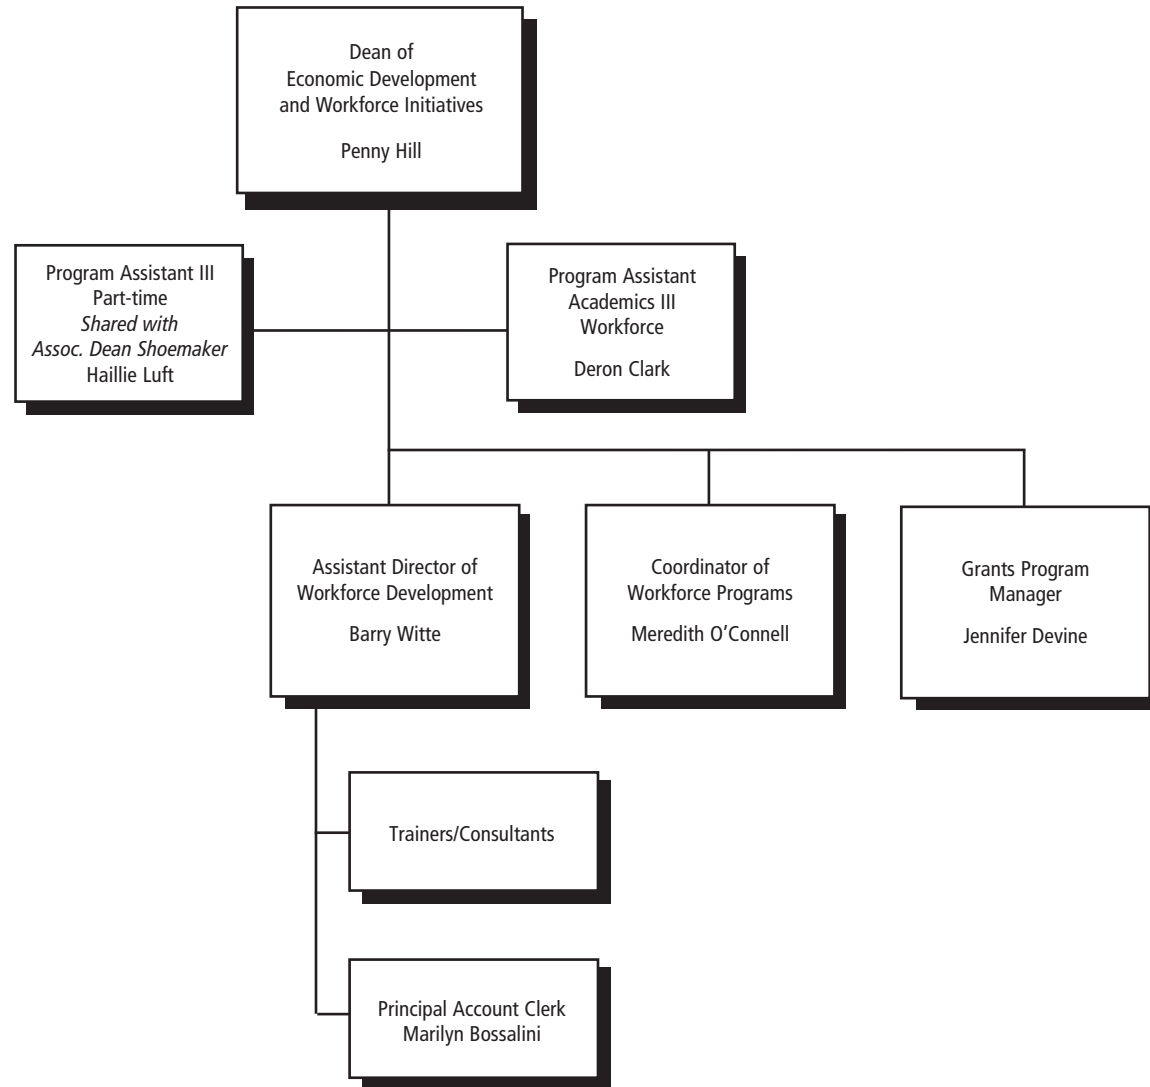 Dean of
Economic Development
and Workforce Initiatives
Penny Hill
Program Assistant III
Part-time
Shared with
Assoc. Dean Shoemaker
Haillie Luft
Program Assistant
Academics III
Workforce
Deron Clark
Assistant Director of
Workforce Development
Barry Witte
Coordinator of
Workforce Programs
Meredith O’Connell
Grants Program
Manager
Jennifer Devine
Trainers/Consultants
Principal Account Clerk
Marilyn Bossalini